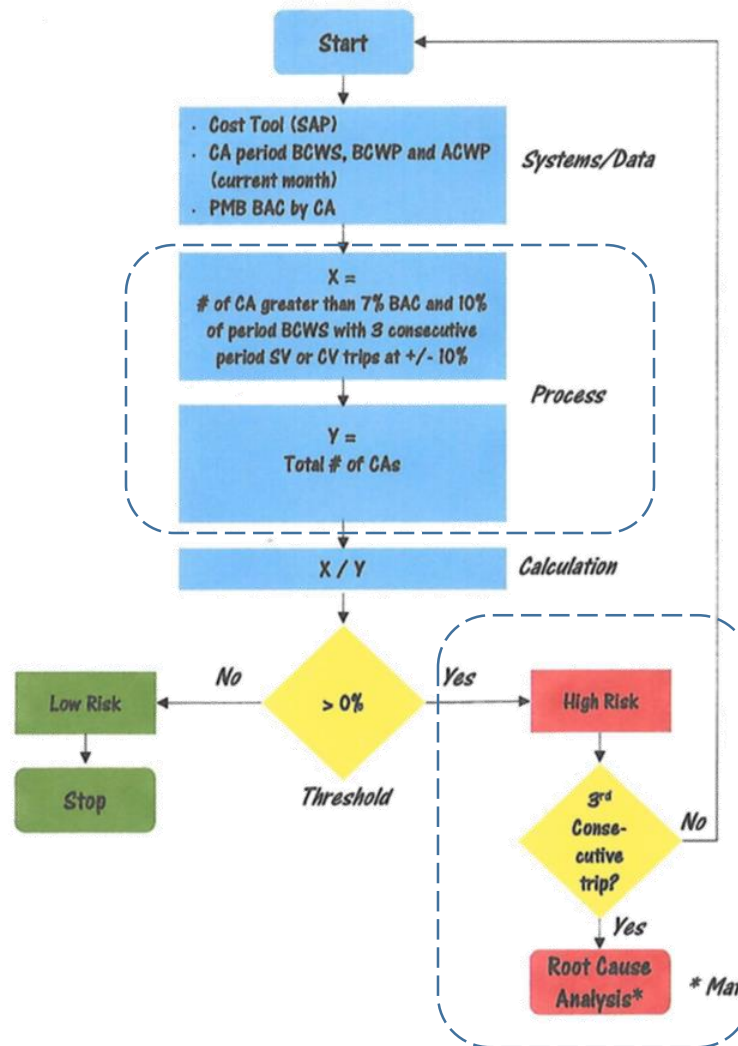 Start
· Cost Tool (SAP)
· CA period BCWS, BCWP and ACWP
(current month)
· PMB BAC by CA
Systems/Data
X =
# of CA greater than 7% BAC and 10%
of period BCWS with 3 consecutive
period SV or CV trips at +/- 10%
Process
Y =
Total # of CAs
X / Y
Calculation
No
Yes
Low Risk
> 0%
High Risk
Stop
Threshold
3rd
Conse-
cutive
trip?
No
Yes
Root Cause
Analysis*
* Mat